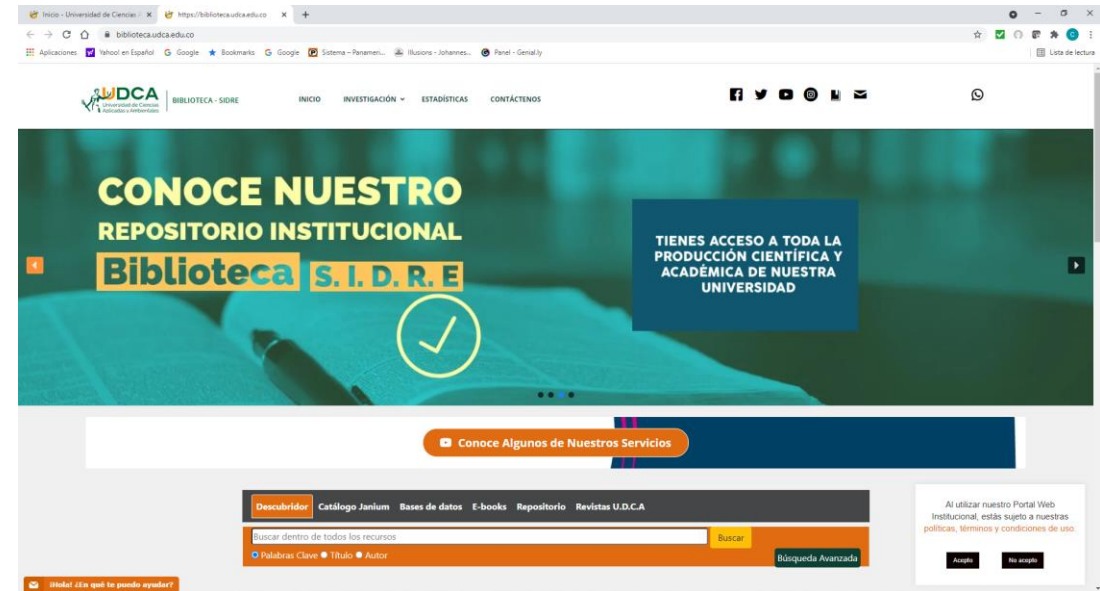 Inicio - Universidad de Ciencias
https://biblioteca.udca.edu.co
biblioteca.udca.edu.co
Aplicaciones Yahoo! en Español Google Bookmarks Google Sistema – Panameri... Illusions - Johannes... Panel - Genial.ly Lista de lectura
UDCA
Universidad de Ciencias
Aplicadas y Ambientales
BIBLIOTECA - SIDRE
INICIO INVESTIGACIÓN ESTADÍSTICAS CONTÁCTENOS
CONOCE NUESTRO
REPOSITORIO INSTITUCIONAL
Biblioteca S. I. D. R. E
TIENES ACCESO A TODA LA
PRODUCCIÓN CIENTÍFICA Y
ACADÉMICA DE NUESTRA
UNIVERSIDAD
Conoce Algunos de Nuestros Servicios
Descubridor Catálogo Janium Bases de datos E-books Repositorio Revistas U.D.C.A
Buscar dentro de todos los recursos
Buscar
Palabras Clave Título Autor
Búsqueda Avanzada
Al utilizar nuestro Portal Web
Institucional, estás sujeto a nuestras
políticas, términos y condiciones de uso.
Acepto No acepto
¡Hola! ¿En qué te puedo ayudar?